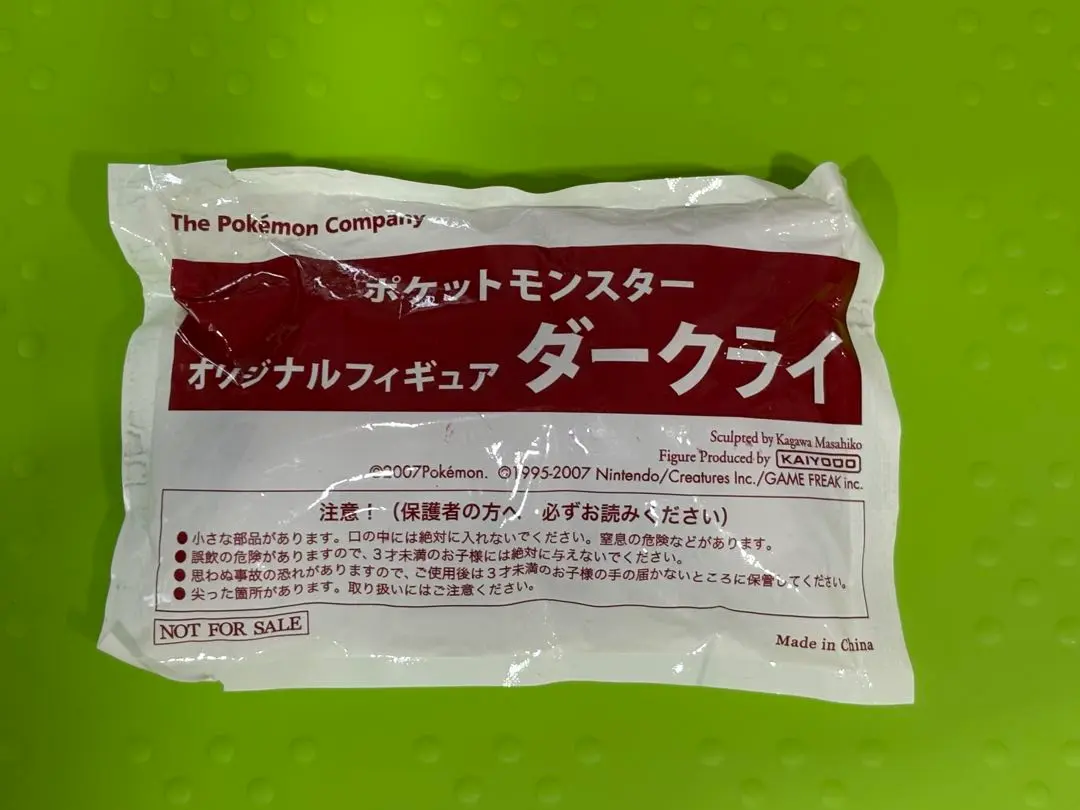 The Pokémon Company
ポケットモンスター
オリジナルフィギュア ダークライ
Sculpted by Kagawa Masahiko
Figure Produced by KAIYODO
©2007Pokémon. ©1995-2007 Nintendo/Creatures Inc./GAME FREAK inc.
注意！（保護者の方へ　必ずお読みください）
●小さな部品があります。口の中には絶対に入れないでください。窒息の危険などがあります。
●誤飲の危険がありますので、3才未満のお子様には絶対に与えないでください。
●思わぬ事故の恐れがありますので、ご使用後は3才未満のお子様の手の届かないところに保管してください。
●尖った箇所があります。取り扱いにはご注意ください。
NOT FOR SALE
Made in China